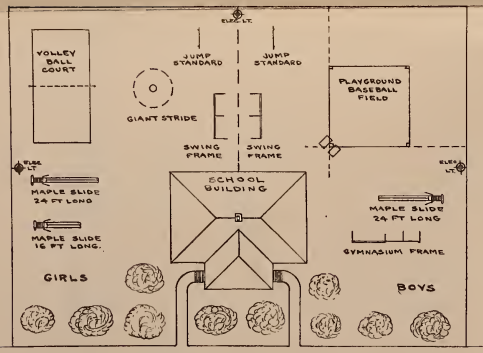 ELEC. LT.
VOLLEY
BALL
COURT
JUMP
STANDARD
JUMP
STANDARD
PLAYGROUND
BASEBALL
FIELD
GIANT STRIDE
SWING
FRAME
SWING
FRAME
ELEC.
LT.
ELEC.
LT.
SCHOOL
BUILDING
MAPLE SLIDE
24 FT LONG
MAPLE SLIDE
24 FT LONG
MAPLE SLIDE
16 FT LONG.
GYMNASIUM FRAME
GIRLS
BOYS